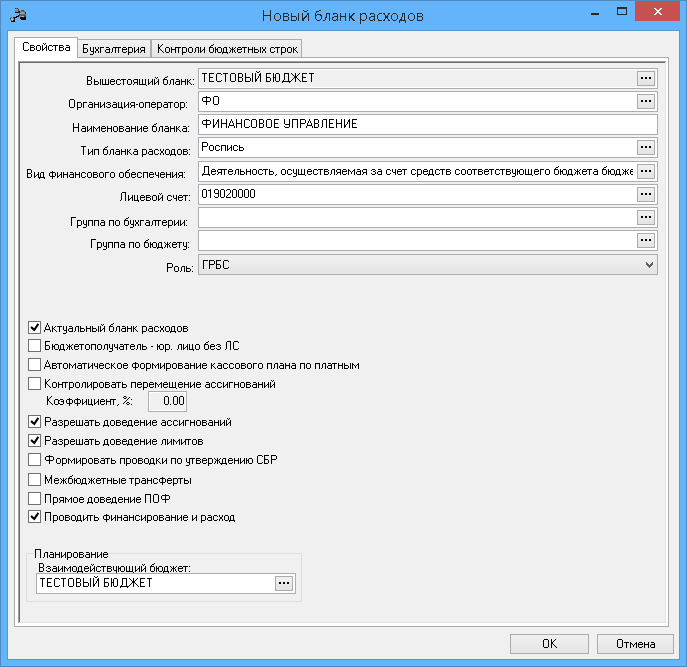 Новый бланк расходов
Свойства Бухгалтерия Контроли бюджетных строк
Вышестоящий бланк: ТЕСТОВЫЙ БЮДЖЕТ
Организация-оператор: ФО
Наименование бланка: ФИНАНСОВОЕ УПРАВЛЕНИЕ
Тип бланка расходов: Роспись
Вид финансового обеспечения: Деятельность, осуществляемая за счет средств соответствующего бюджета бюдже
Лицевой счет: 019020000
Группа по бухгалтерии:
Группа по бюджету:
Роль: ГРБС
Актуальный бланк расходов
Бюджетополучатель - юр. лицо без ЛС
Автоматическое формирование кассового плана по платным
Контролировать перемещение ассигнований
Коэффициент, %: 0.00
Разрешать доведение ассигнований
Разрешать доведение лимитов
Формировать проводки по утверждению СБР
Межбюджетные трансферты
Прямое доведение ПОФ
Проводить финансирование и расход
Планирование
Взаимодействующий бюджет:
ТЕСТОВЫЙ БЮДЖЕТ
OK Отмена